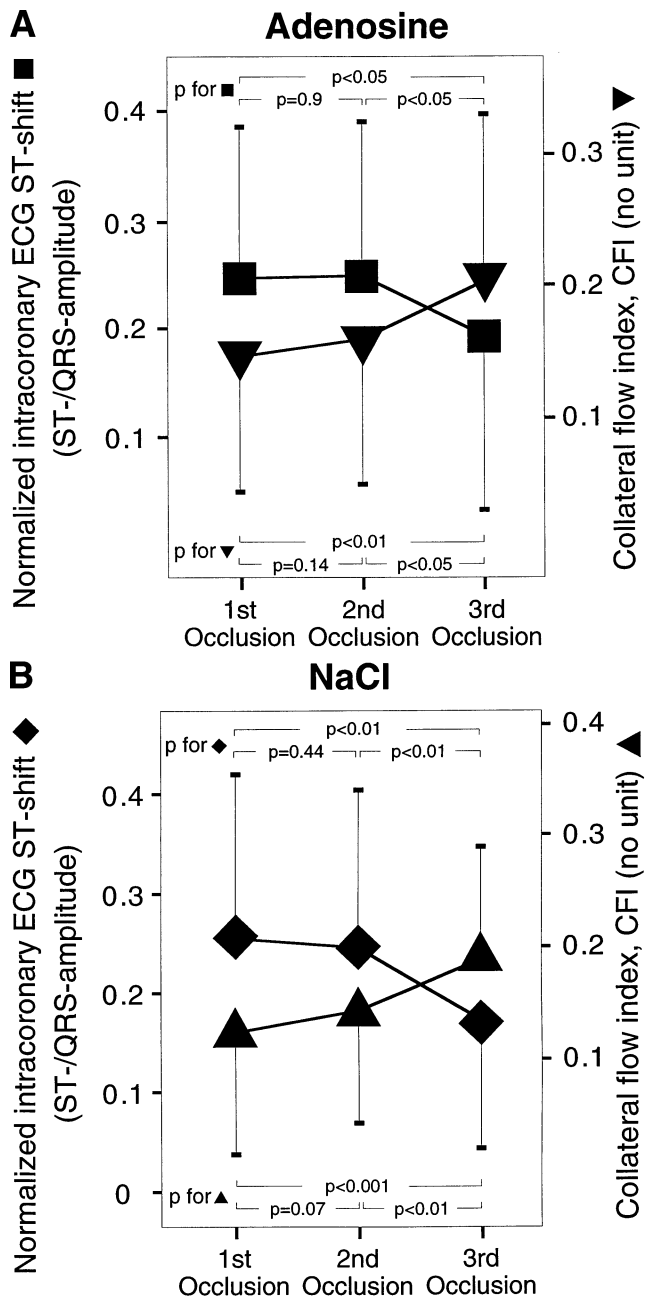 A
Adenosine
Normalized intracoronary ECG ST-shift
(ST-/QRS-amplitude)
Collateral flow index, CFI (no unit)
p for
p<0.05
p=0.9
p<0.05
0.4
0.3
0.2
0.1
0.3
0.2
0.1
p for
p<0.01
p=0.14
p<0.05
1st
Occlusion
2nd
Occlusion
3rd
Occlusion
B
NaCl
Normalized intracoronary ECG ST-shift
(ST-/QRS-amplitude)
Collateral flow index, CFI (no unit)
p for
p<0.01
p=0.44
p<0.01
0.4
0.3
0.2
0.1
0
0.4
0.3
0.2
0.1
p for
p<0.001
p=0.07
p<0.01
1st
Occlusion
2nd
Occlusion
3rd
Occlusion